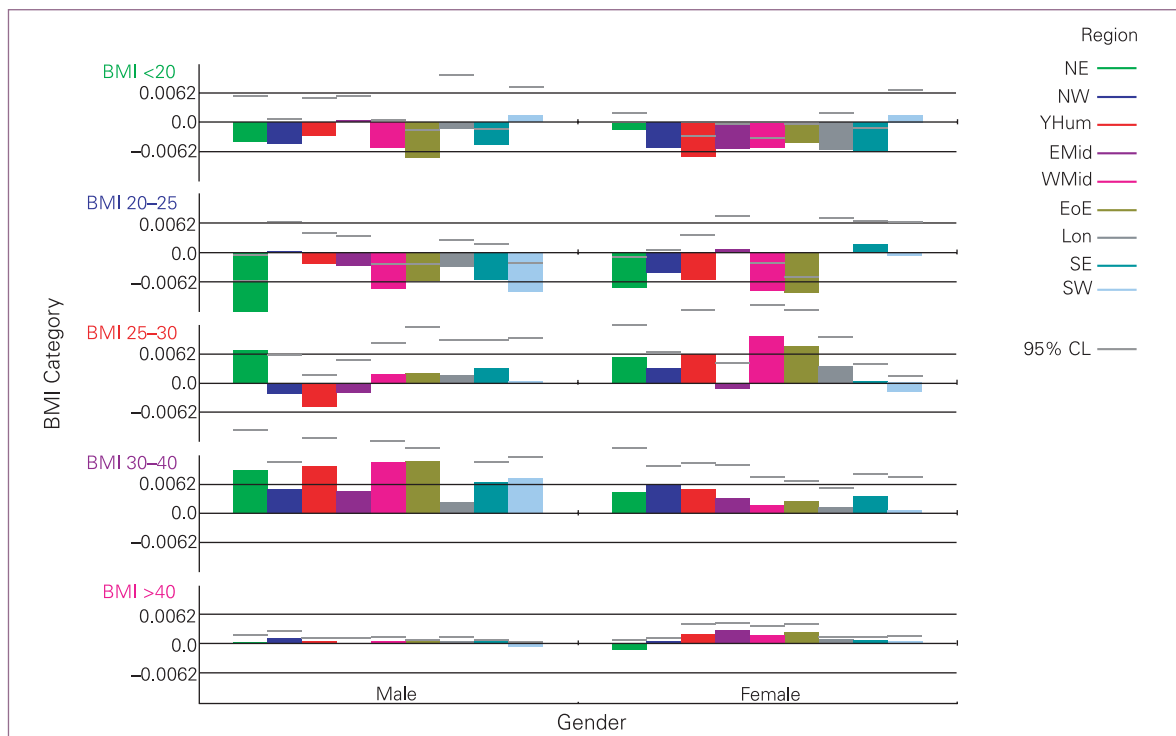 Region
NE
NW
YHum
EMid
WMid
EoE
Lon
SE
SW
95% CL
BMI Category
BMI <20
0.0062
0.0
–0.0062
BMI 20–25
0.0062
0.0
–0.0062
BMI 25–30
0.0062
0.0
–0.0062
BMI 30–40
0.0062
0.0
–0.0062
BMI >40
0.0062
0.0
–0.0062
Male Female
Gender